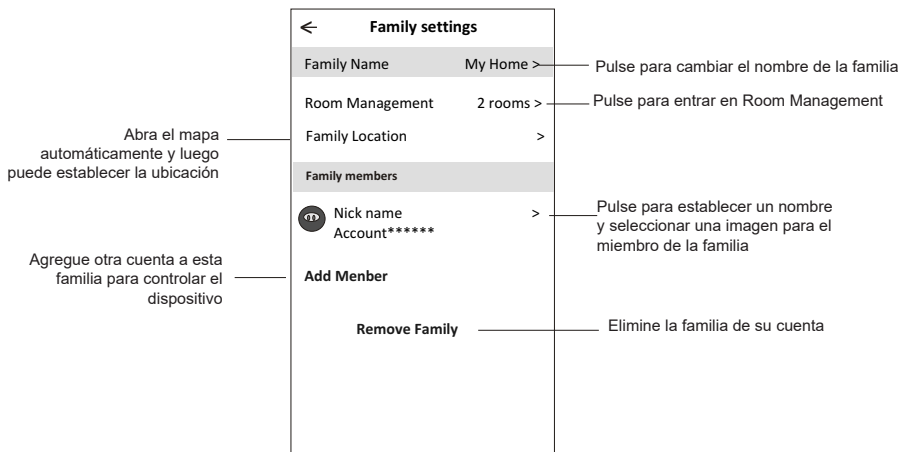 Family settings
Family Name My Home >
Pulse para cambiar el nombre de la familia
Room Management 2 rooms >
Pulse para entrar en Room Management
Abra el mapa
automáticamente y luego
puede establecer la ubicación
Family Location >
Family members
Nick name >
Account******
Pulse para establecer un nombre
y seleccionar una imagen para el
miembro de la familia
Agregue otra cuenta a esta
familia para controlar el
dispositivo
Add Menber
Remove Family
Elimine la familia de su cuenta